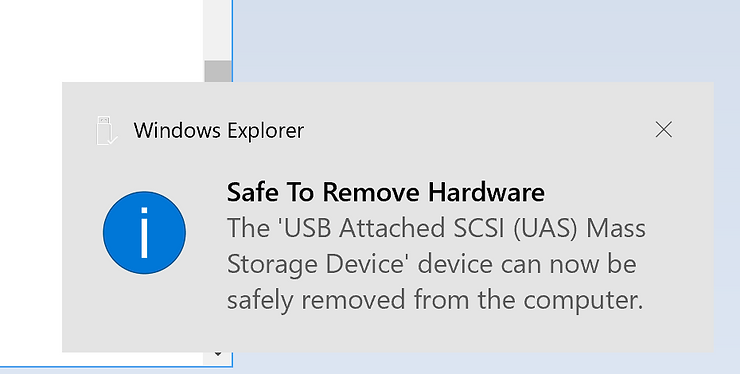 Windows Explorer
Safe To Remove Hardware
The 'USB Attached SCSI (UAS) Mass
Storage Device' device can now be
safely removed from the computer.